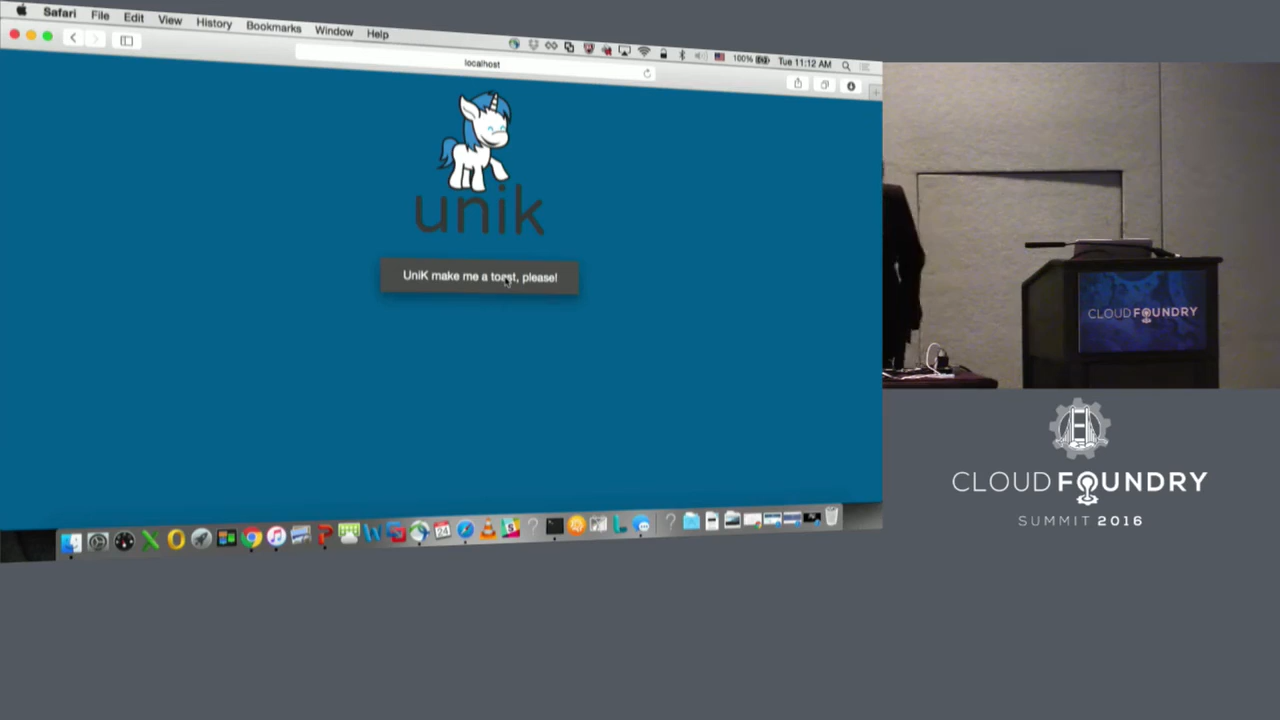 Safari File Edit View History Bookmarks Window Help
100% Tue 11:12 AM
localhost
unik
UniK make me a toast, please!
24
CLOUD FOUNDRY
CLOUD FOUNDRY
SUMMIT 2016